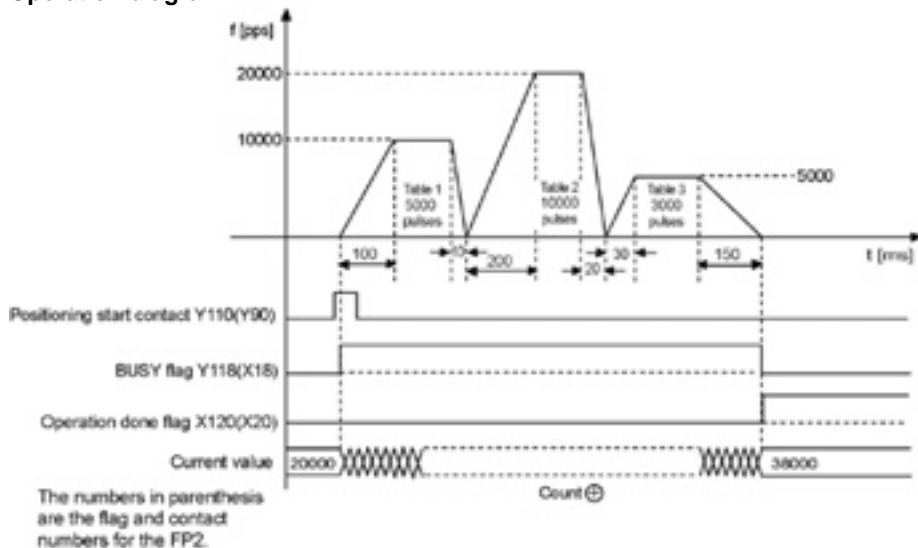 f [pps]
20000
10000
5000
Table 1
5000
pulses
Table 2
10000
pulses
Table 3
3000
pulses
100
10
200
20
30
150
t [ms]
Positioning start contact Y110(Y90)
BUSY flag Y118(X18)
Operation done flag X120(X20)
Current value
20000
38000
Count ⊕
The numbers in parenthesis
are the flag and contact
numbers for the FP2.